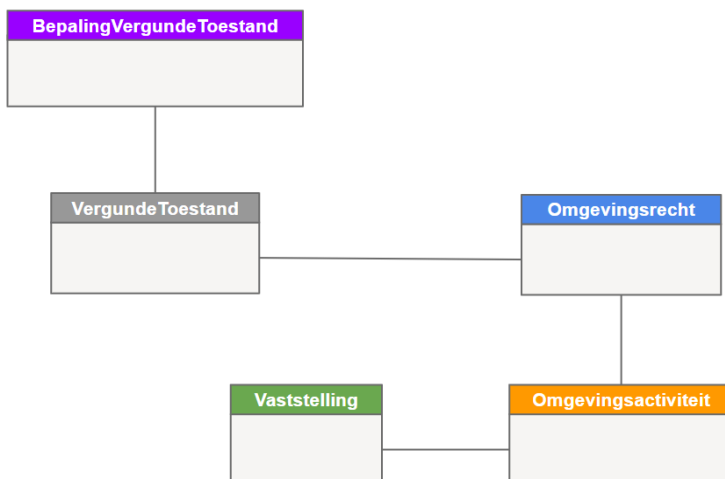 BepalingVergundeToestand
VergundeToestand
Omgevingsrecht
Vaststelling
Omgevingsactiviteit